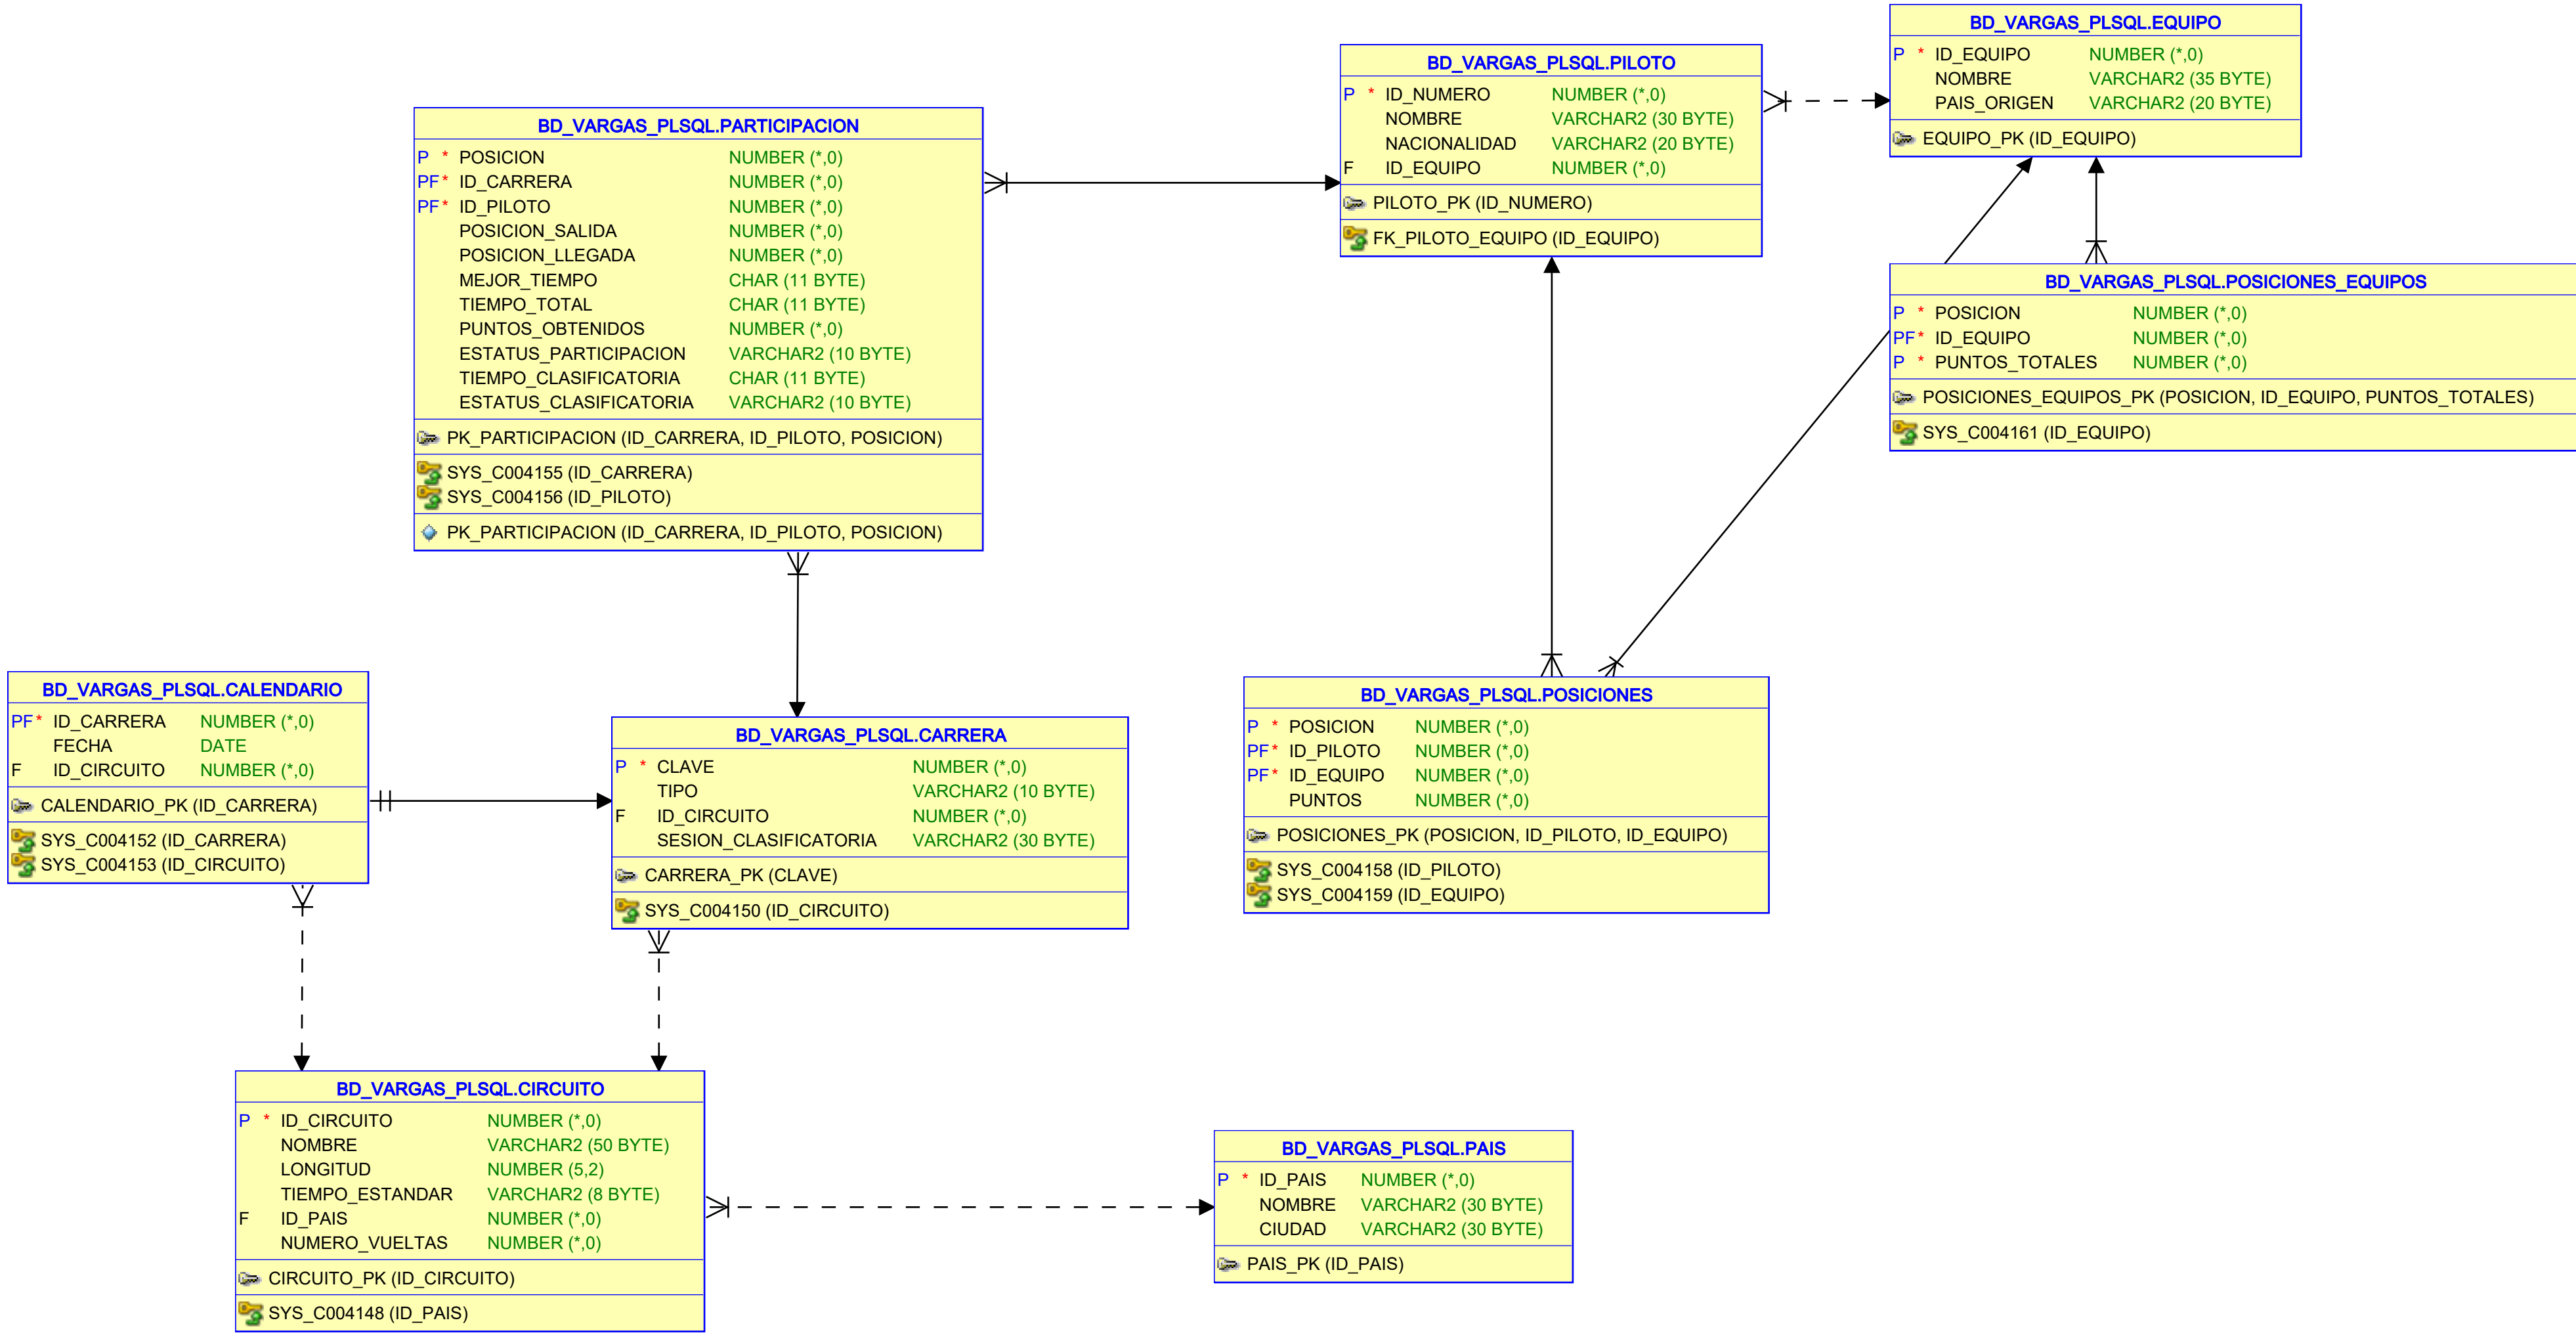 BD_VARGAS_PLSQL.EQUIPO
P * ID_EQUIPO NUMBER (*,0)
NOMBRE VARCHAR2 (35 BYTE)
PAIS_ORIGEN VARCHAR2 (20 BYTE)
EQUIPO_PK (ID_EQUIPO)
BD_VARGAS_PLSQL.PILOTO
P * ID_NUMERO NUMBER (*,0)
NOMBRE VARCHAR2 (30 BYTE)
NACIONALIDAD VARCHAR2 (20 BYTE)
F ID_EQUIPO NUMBER (*,0)
PILOTO_PK (ID_NUMERO)
FK_PILOTO_EQUIPO (ID_EQUIPO)
BD_VARGAS_PLSQL.PARTICIPACION
P * POSICION NUMBER (*,0)
PF* ID_CARRERA NUMBER (*,0)
PF* ID_PILOTO NUMBER (*,0)
POSICION_SALIDA NUMBER (*,0)
POSICION_LLEGADA NUMBER (*,0)
MEJOR_TIEMPO CHAR (11 BYTE)
TIEMPO_TOTAL CHAR (11 BYTE)
PUNTOS_OBTENIDOS NUMBER (*,0)
ESTATUS_PARTICIPACION VARCHAR2 (10 BYTE)
TIEMPO_CLASIFICATORIA CHAR (11 BYTE)
ESTATUS_CLASIFICATORIA VARCHAR2 (10 BYTE)
PK_PARTICIPACION (ID_CARRERA, ID_PILOTO, POSICION)
SYS_C004155 (ID_CARRERA)
SYS_C004156 (ID_PILOTO)
PK_PARTICIPACION (ID_CARRERA, ID_PILOTO, POSICION)
BD_VARGAS_PLSQL.POSICIONES_EQUIPOS
P * POSICION NUMBER (*,0)
PF* ID_EQUIPO NUMBER (*,0)
P * PUNTOS_TOTALES NUMBER (*,0)
POSICIONES_EQUIPOS_PK (POSICION, ID_EQUIPO, PUNTOS_TOTALES)
SYS_C004161 (ID_EQUIPO)
BD_VARGAS_PLSQL.CALENDARIO
PF* ID_CARRERA NUMBER (*,0)
FECHA DATE
F ID_CIRCUITO NUMBER (*,0)
CALENDARIO_PK (ID_CARRERA)
SYS_C004152 (ID_CARRERA)
SYS_C004153 (ID_CIRCUITO)
BD_VARGAS_PLSQL.CARRERA
P * CLAVE NUMBER (*,0)
TIPO VARCHAR2 (10 BYTE)
F ID_CIRCUITO NUMBER (*,0)
SESION_CLASIFICATORIA VARCHAR2 (30 BYTE)
CARRERA_PK (CLAVE)
SYS_C004150 (ID_CIRCUITO)
BD_VARGAS_PLSQL.POSICIONES
P * POSICION NUMBER (*,0)
PF* ID_PILOTO NUMBER (*,0)
PF* ID_EQUIPO NUMBER (*,0)
PUNTOS NUMBER (*,0)
POSICIONES_PK (POSICION, ID_PILOTO, ID_EQUIPO)
SYS_C004158 (ID_PILOTO)
SYS_C004159 (ID_EQUIPO)
BD_VARGAS_PLSQL.CIRCUITO
P * ID_CIRCUITO NUMBER (*,0)
NOMBRE VARCHAR2 (50 BYTE)
LONGITUD NUMBER (5,2)
TIEMPO_ESTANDAR VARCHAR2 (8 BYTE)
F ID_PAIS NUMBER (*,0)
NUMERO_VUELTAS NUMBER (*,0)
CIRCUITO_PK (ID_CIRCUITO)
SYS_C004148 (ID_PAIS)
BD_VARGAS_PLSQL.PAIS
P * ID_PAIS NUMBER (*,0)
NOMBRE VARCHAR2 (30 BYTE)
CIUDAD VARCHAR2 (30 BYTE)
PAIS_PK (ID_PAIS)